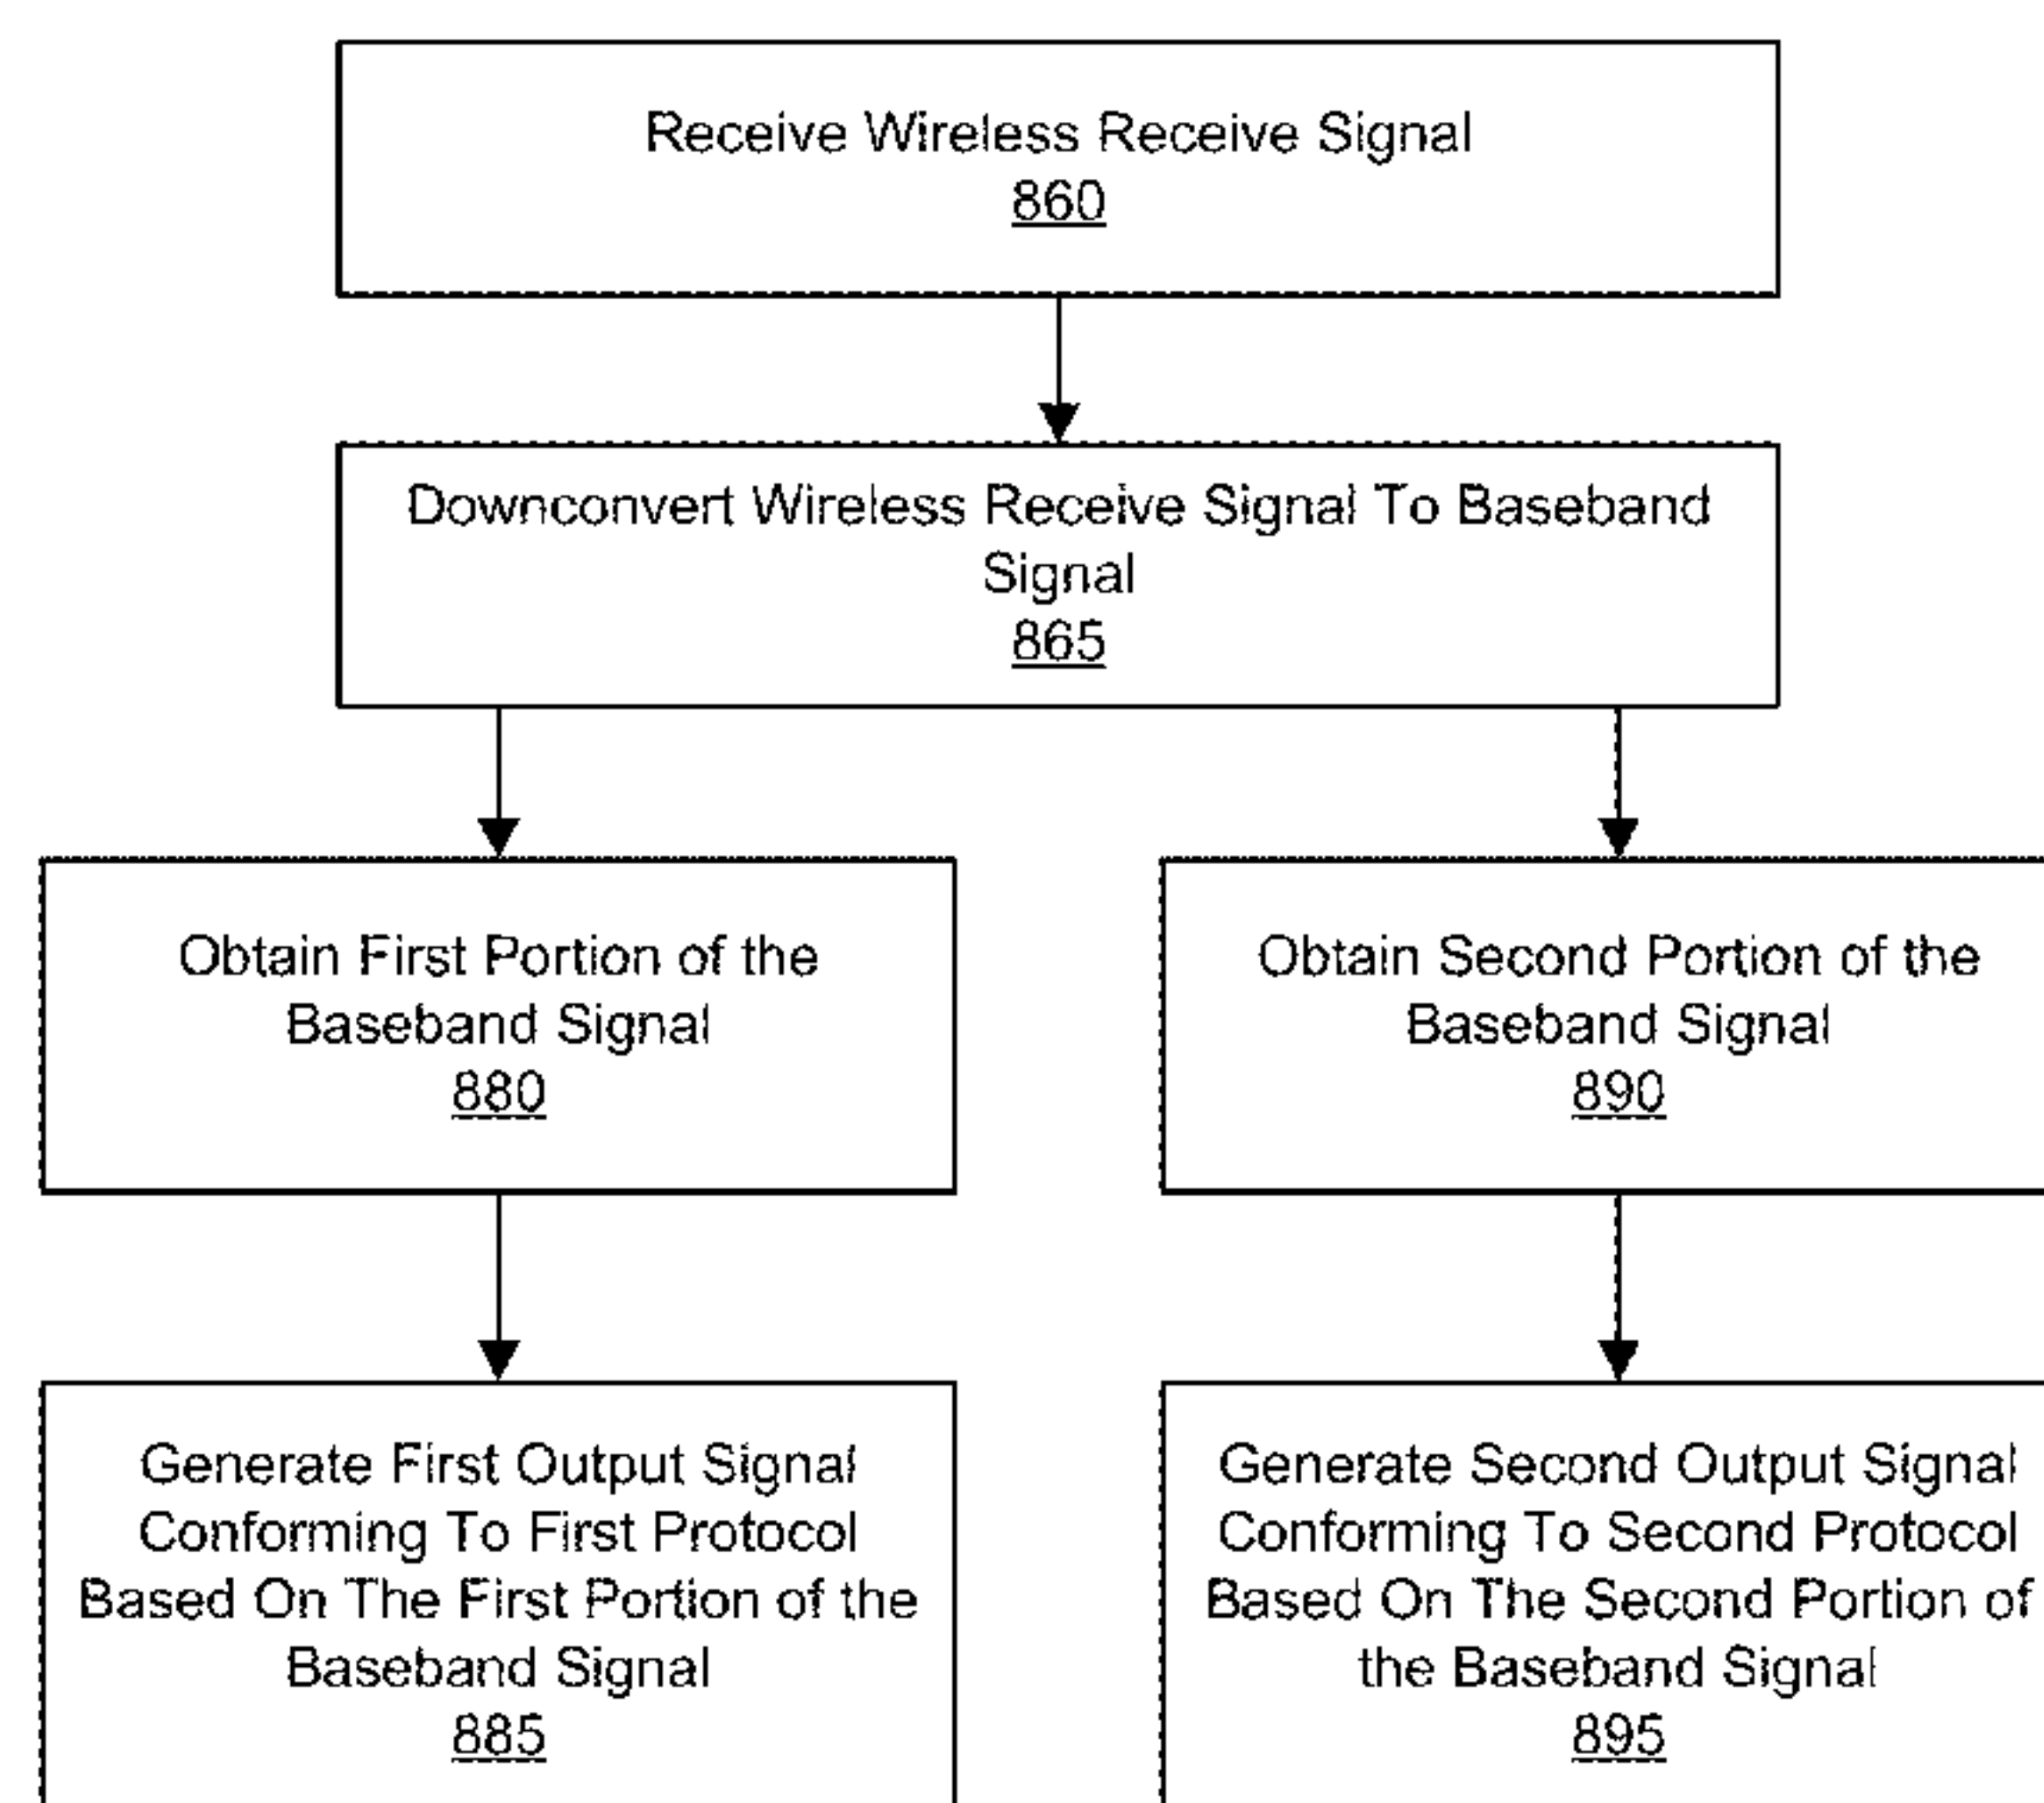 Receive Wireless Receive Signal
860
Downconvert Wireless Receive Signal To Baseband
Signal
865
Obtain First Portion of the
Baseband Signal
880
Obtain Second Portion of the
Baseband Signal
890
Generate First Output Signal
Conforming To First Protocol
Based On The First Portion of the
Baseband Signal
885
Generate Second Output Signal
Conforming To Second Protocol
Based On The Second Portion of
the Baseband Signal
895